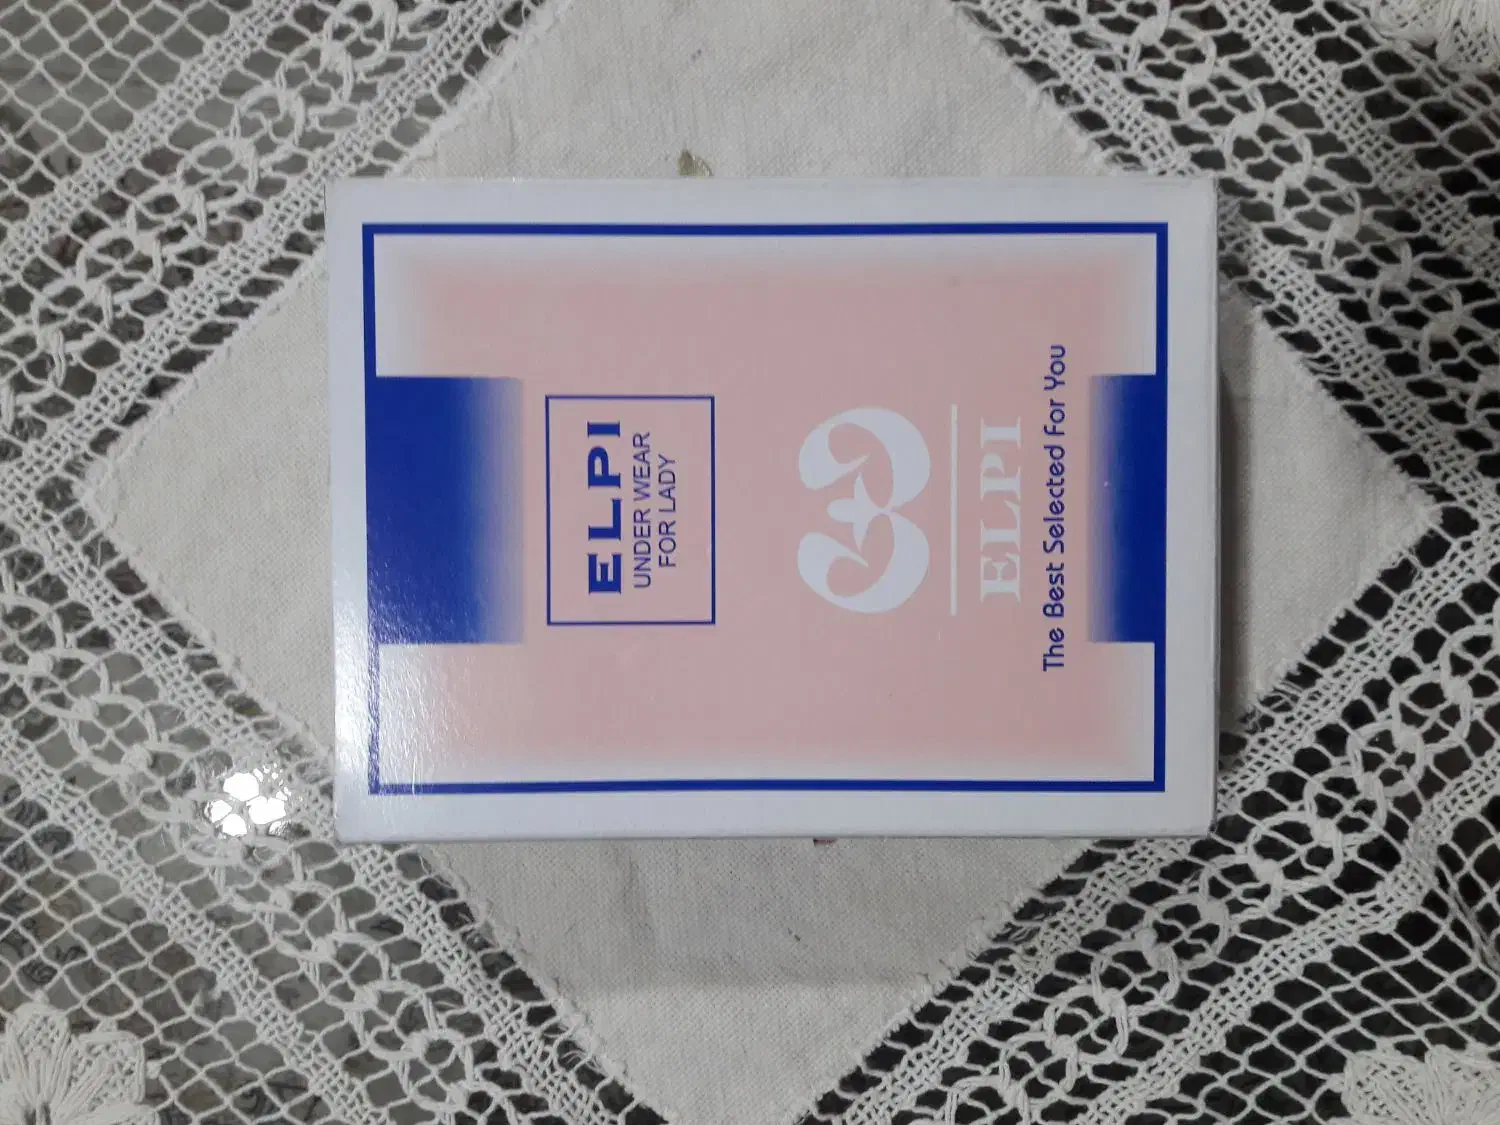 ELPI
UNDER WEAR
FOR LADY
ELPI
The Best Selected For You